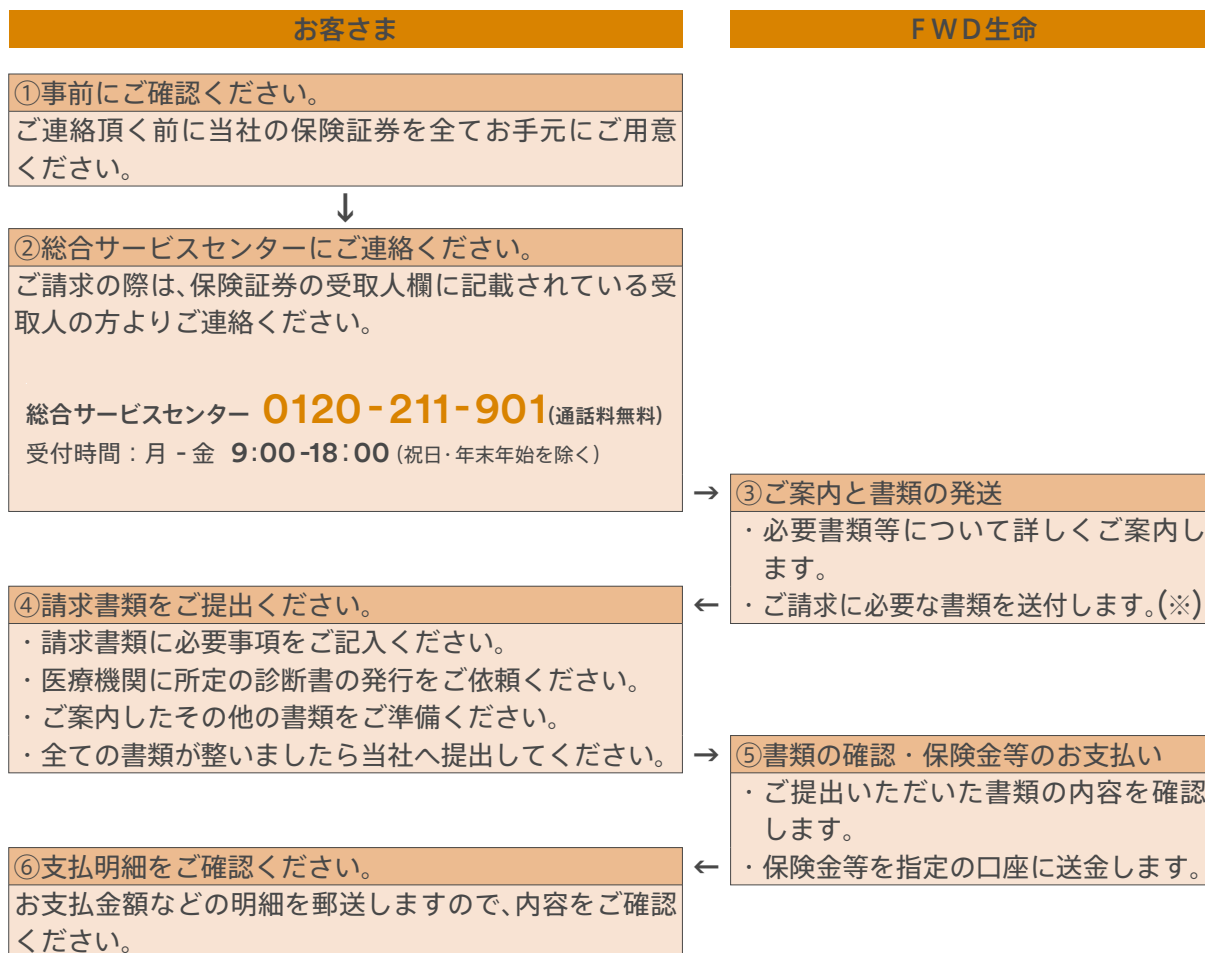 お客さま
ＦＷＤ生命
①事前にご確認ください。
ご連絡頂く前に当社の保険証券を全てお手元にご用意
ください。
↓
②総合サービスセンターにご連絡ください。
ご請求の際は、保険証券の受取人欄に記載されている受
取人の方よりご連絡ください。
総合サービスセンター 0120-211-901(通話料無料)
受付時間：月 - 金 9:00-18:00 (祝日・年末年始を除く)
→
③ご案内と書類の発送
・必要書類等について詳しくご案内し
ます。
・ご請求に必要な書類を送付します。(※)
←
④請求書類をご提出ください。
・請求書類に必要事項をご記入ください。
・医療機関に所定の診断書の発行をご依頼ください。
・ご案内したその他の書類をご準備ください。
・全ての書類が整いましたら当社へ提出してください。
→
⑤書類の確認・保険金等のお支払い
・ご提出いただいた書類の内容を確認
します。
・保険金等を指定の口座に送金します。
←
⑥支払明細をご確認ください。
お支払金額などの明細を郵送しますので、内容をご確認
ください。